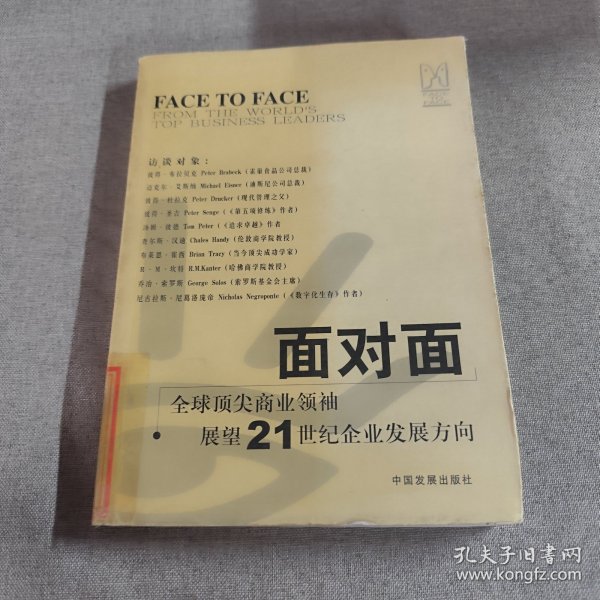 FACE TO FACE
FROM THE WORLD'S
TOP BUSINESS LEADERS
访谈对象：
彼得·布拉贝克 Peter Brabeck（雀巢食品公司总裁）
迈克尔·艾斯纳 Michael Eisner（迪斯尼公司总裁）
彼得·杜拉克 Peter Drucker（现代管理之父）
彼得·圣吉 Peter Senge（《第五项修炼》作者）
汤姆·彼德 Tom Peter（《追求卓越》作者
查尔斯·汉迪 Chales Handy（伦敦商学院教授）
布莱恩·崔西 Brian Tracy（当今顶尖成功学家）
R·M·坎特 R.M.Kanter（哈佛商学院教授）
乔治·索罗斯 George Solos（索罗斯基金会主席）
尼古拉斯·尼葛洛庞帝 Nicholas Negroponte（《数字化生存》作者）
面对面
全球顶尖商业领袖
展望21世纪企业发展方向
中国发展出版社
孔夫子旧书网
www.kongfz.com